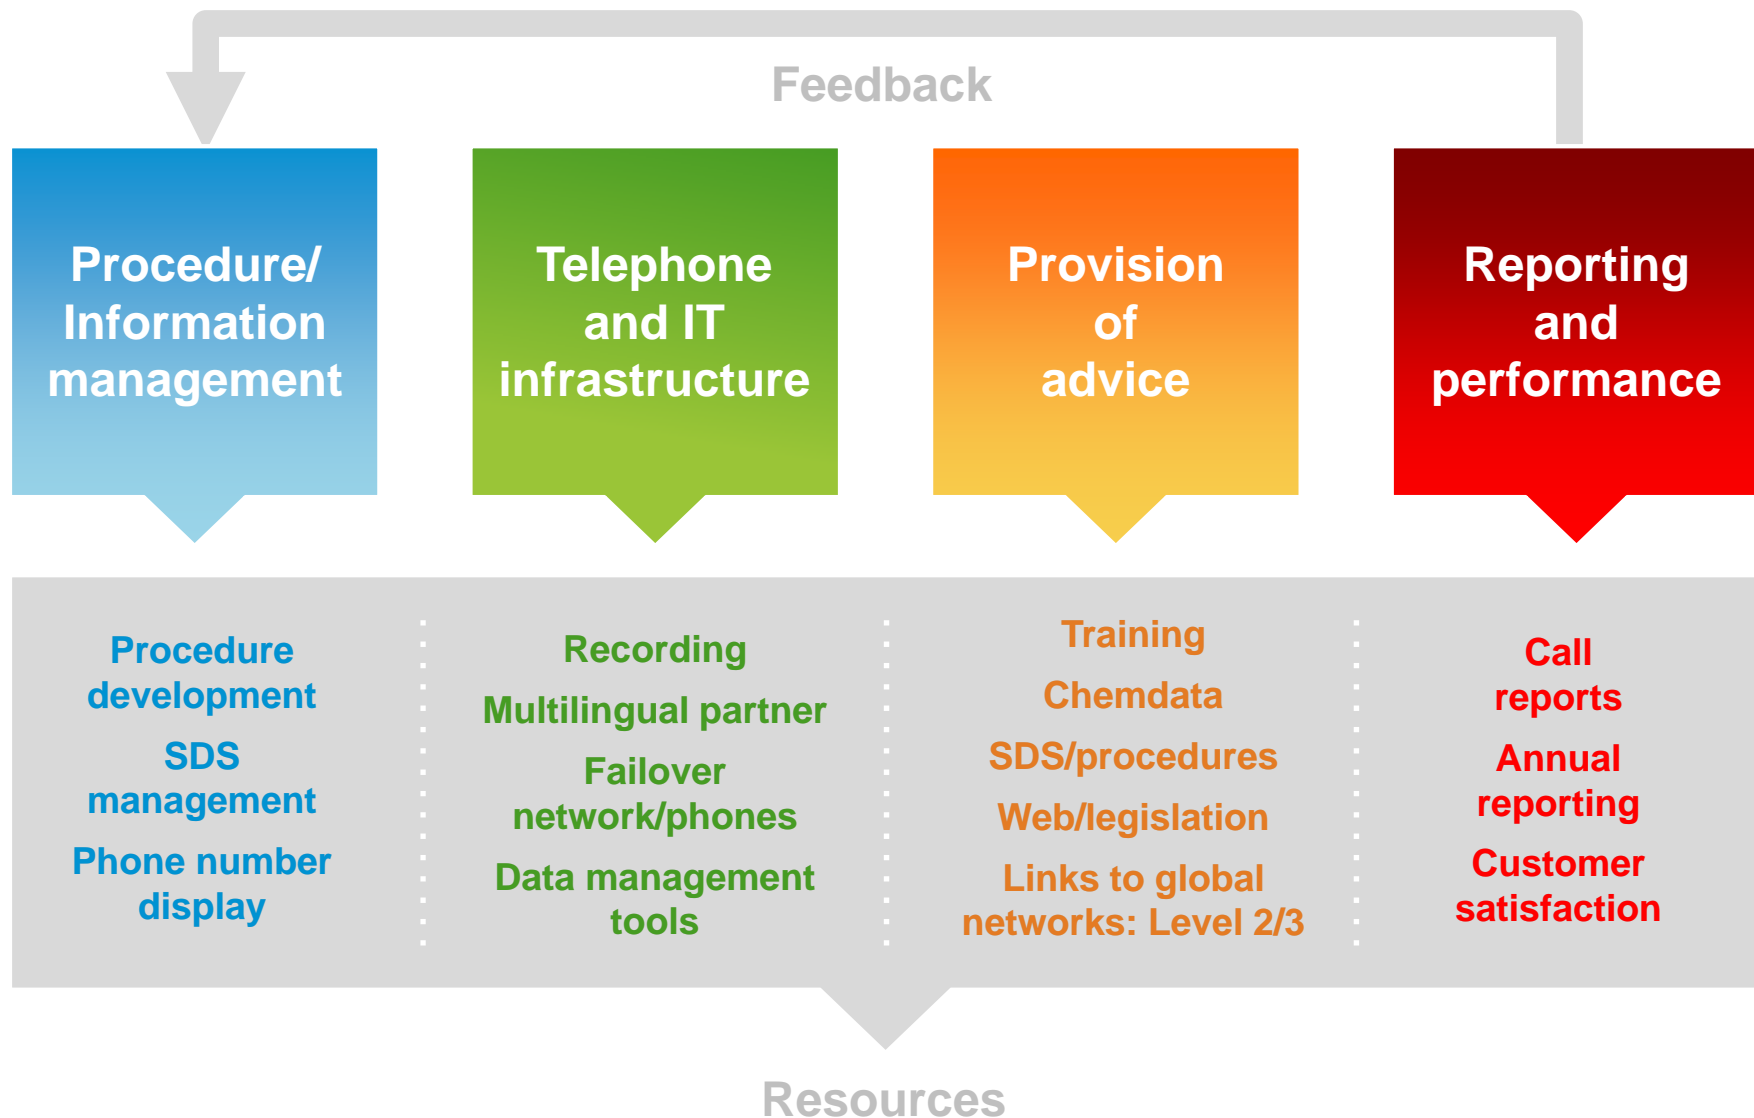 Feedback
Procedure/
Information
management
Telephone
and IT
infrastructure
Provision
of
advice
Reporting
and
performance
Procedure
development
SDS
management
Phone number
display
Recording
Multilingual partner
Failover
network/phones
Data management
tools
Training
Chemdata
SDS/procedures
Web/legislation
Links to global
networks: Level 2/3
Call
reports
Annual
reporting
Customer
satisfaction
Resources